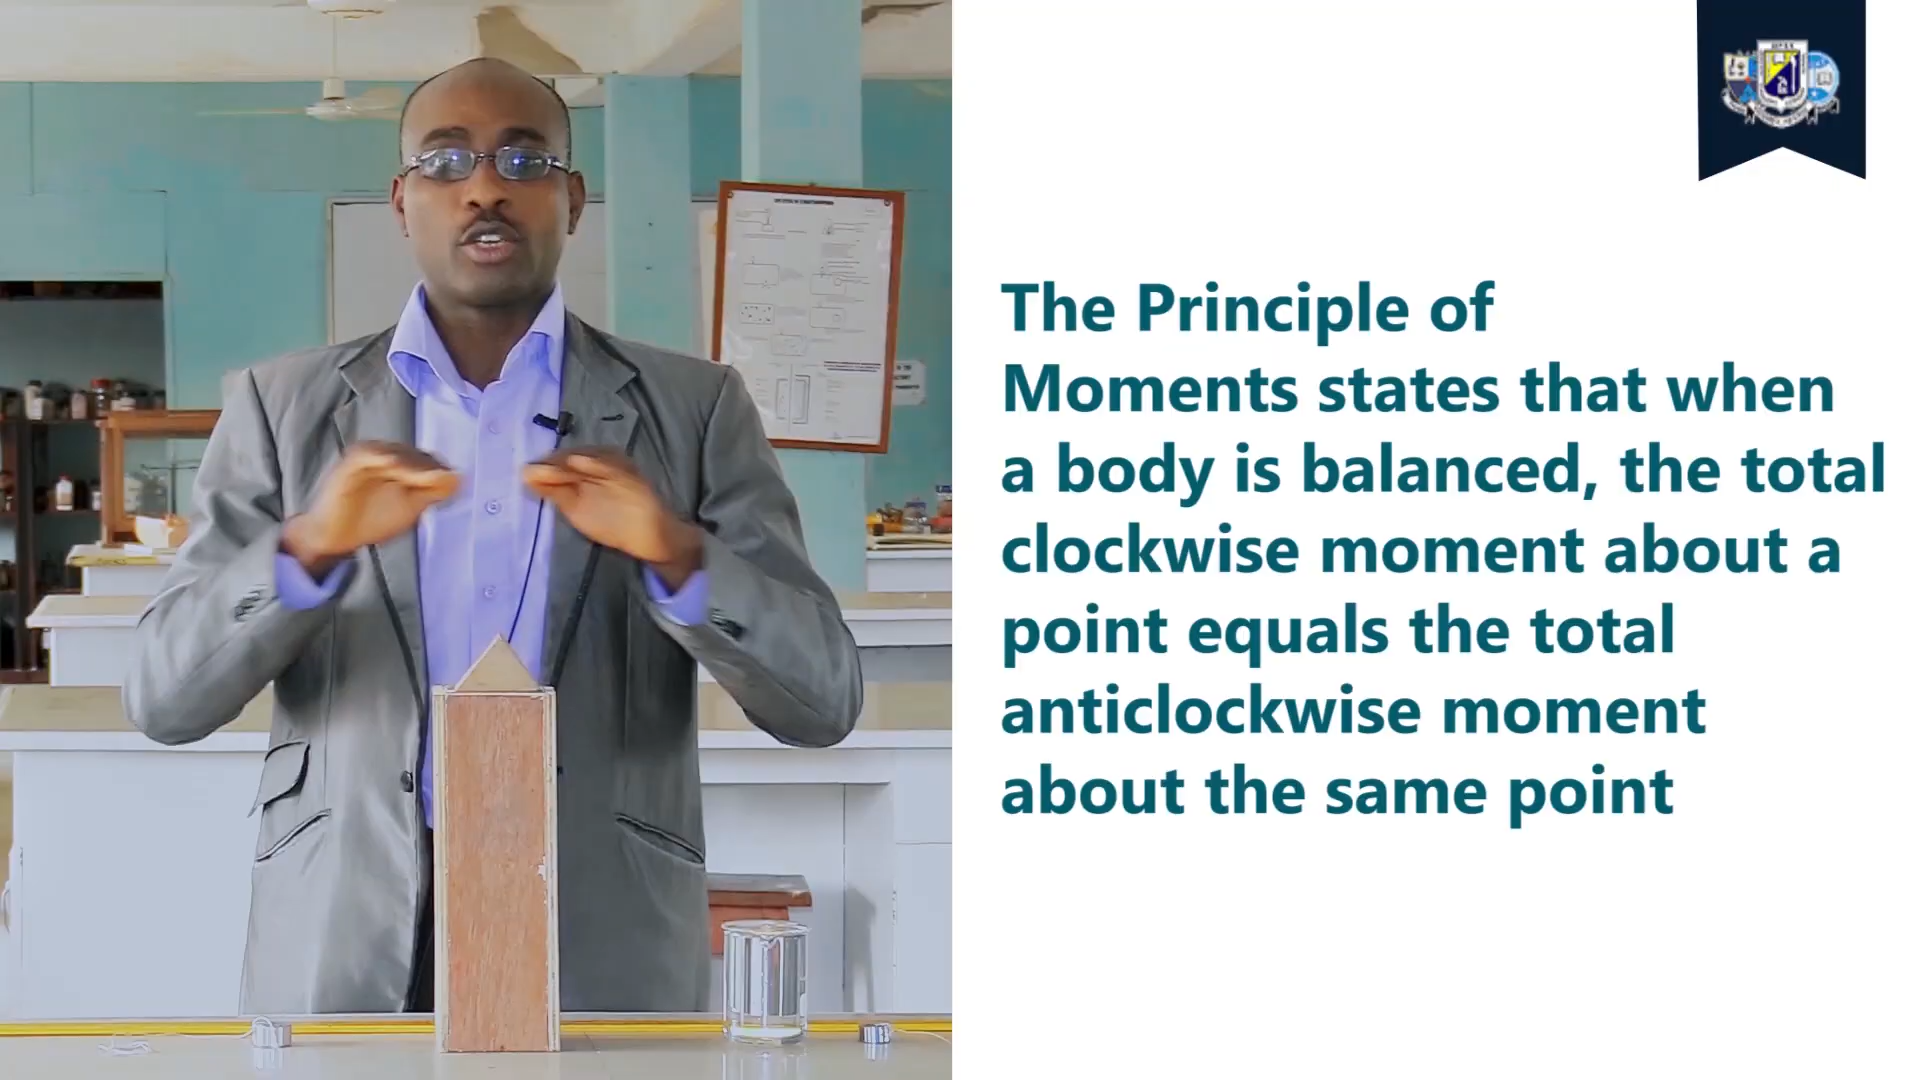 The Principle of
Moments states that when
a body is balanced, the total
clockwise moment about a
point equals the total
anticlockwise moment
about the same point